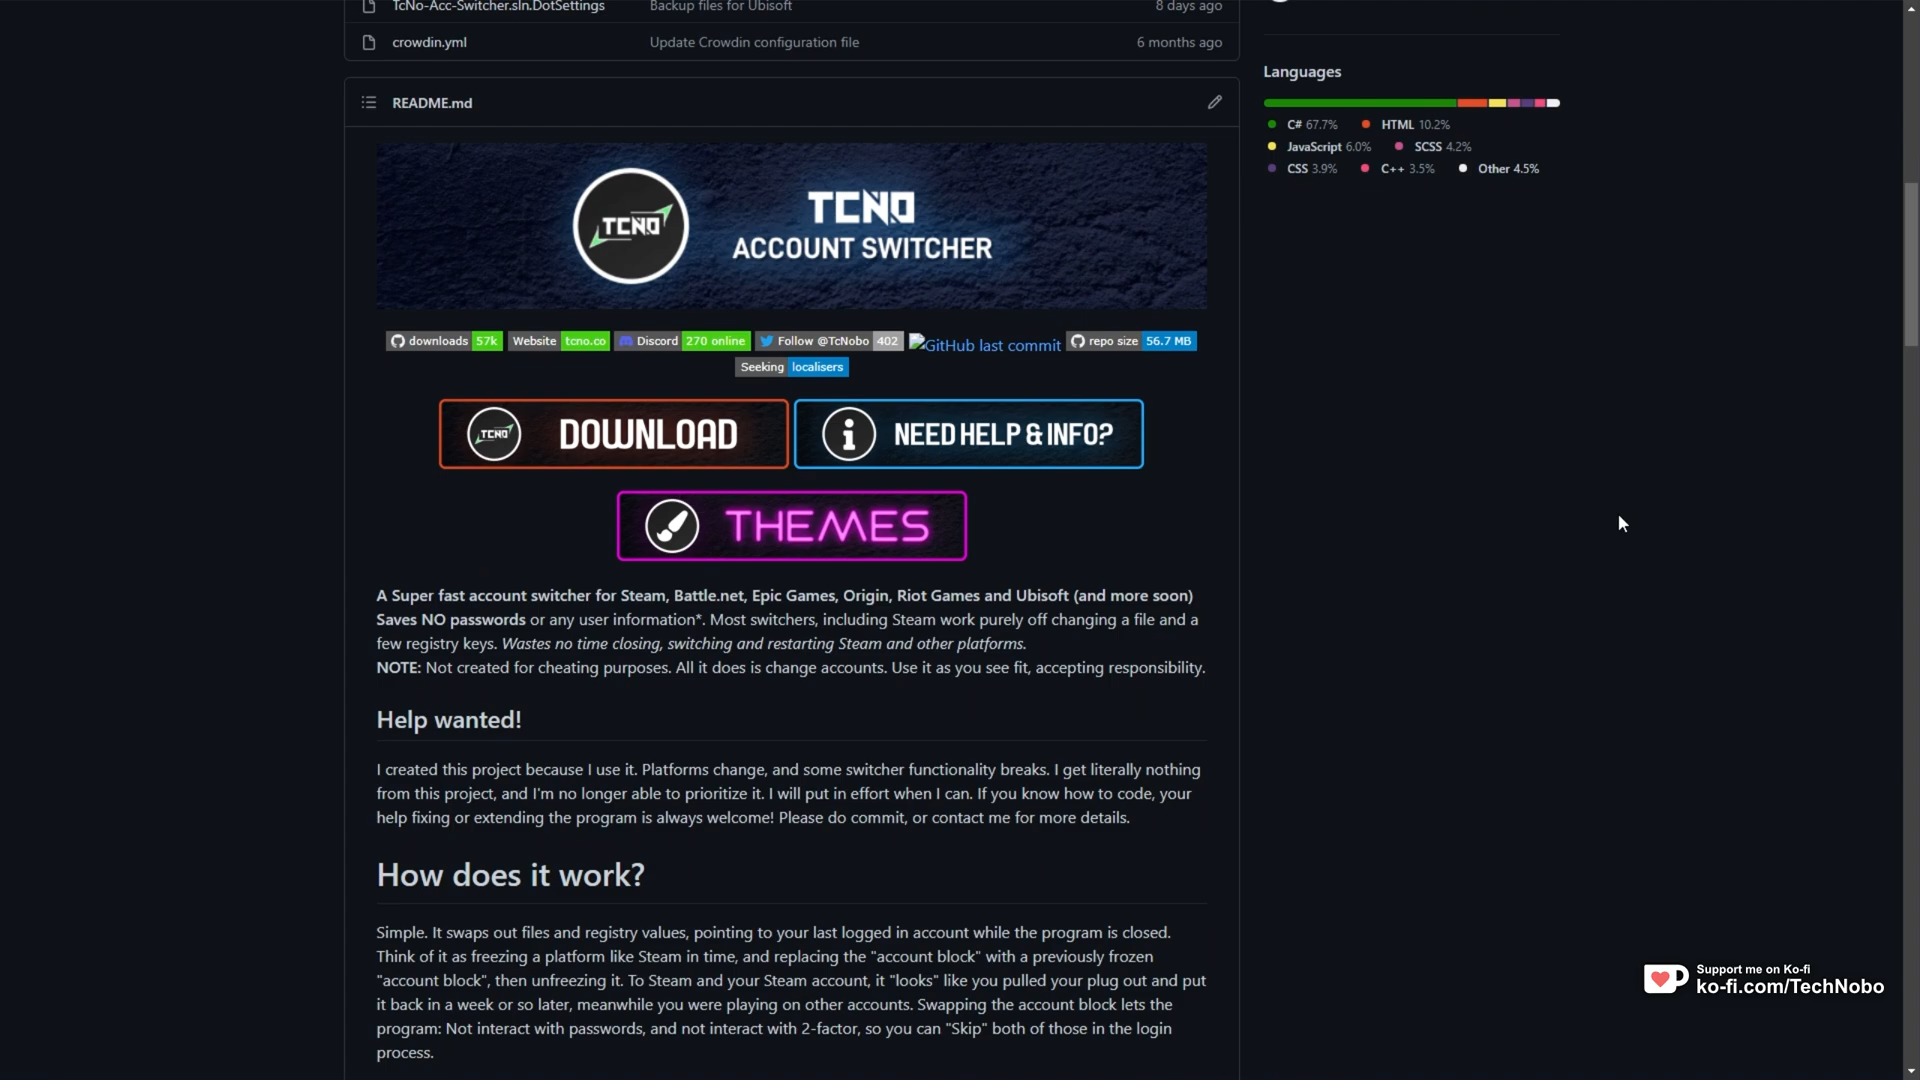 TcNo-Acc-Switcher.sln.DotSettings Backup files for Ubisoft 8 days ago
crowdin.yml Update Crowdin configuration file 6 months ago
README.md
TCNO
TCNO
ACCOUNT SWITCHER
downloads 57k Website tcno.co Discord 270 online Follow @TcNobo 402 GitHub last commit repo size 56.7 MB
Seeking localisers
TCNO DOWNLOAD NEED HELP & INFO?
THEMES
A Super fast account switcher for Steam, Battle.net, Epic Games, Origin, Riot Games and Ubisoft (and more soon)
Saves NO passwords or any user information*. Most switchers, including Steam work purely off changing a file and a
few registry keys. Wastes no time closing, switching and restarting Steam and other platforms.
NOTE: Not created for cheating purposes. All it does is change accounts. Use it as you see fit, accepting responsibility.
Help wanted!
I created this project because I use it. Platforms change, and some switcher functionality breaks. I get literally nothing
from this project, and I'm no longer able to prioritize it. I will put in effort when I can. If you know how to code, your
help fixing or extending the program is always welcome! Please do commit, or contact me for more details.
How does it work?
Simple. It swaps out files and registry values, pointing to your last logged in account while the program is closed.
Think of it as freezing a platform like Steam in time, and replacing the "account block" with a previously frozen
"account block", then unfreezing it. To Steam and your Steam account, it "looks" like you pulled your plug out and put
it back in a week or so later, meanwhile you were playing on other accounts. Swapping the account block lets the
program: Not interact with passwords, and not interact with 2-factor, so you can "Skip" both of those in the login
process.
Languages
C# 67.7% HTML 10.2%
JavaScript 6.0% SCSS 4.2%
CSS 3.9% C++ 3.5% Other 4.5%
Support me on Ko-fi
ko-fi.com/TechNobo